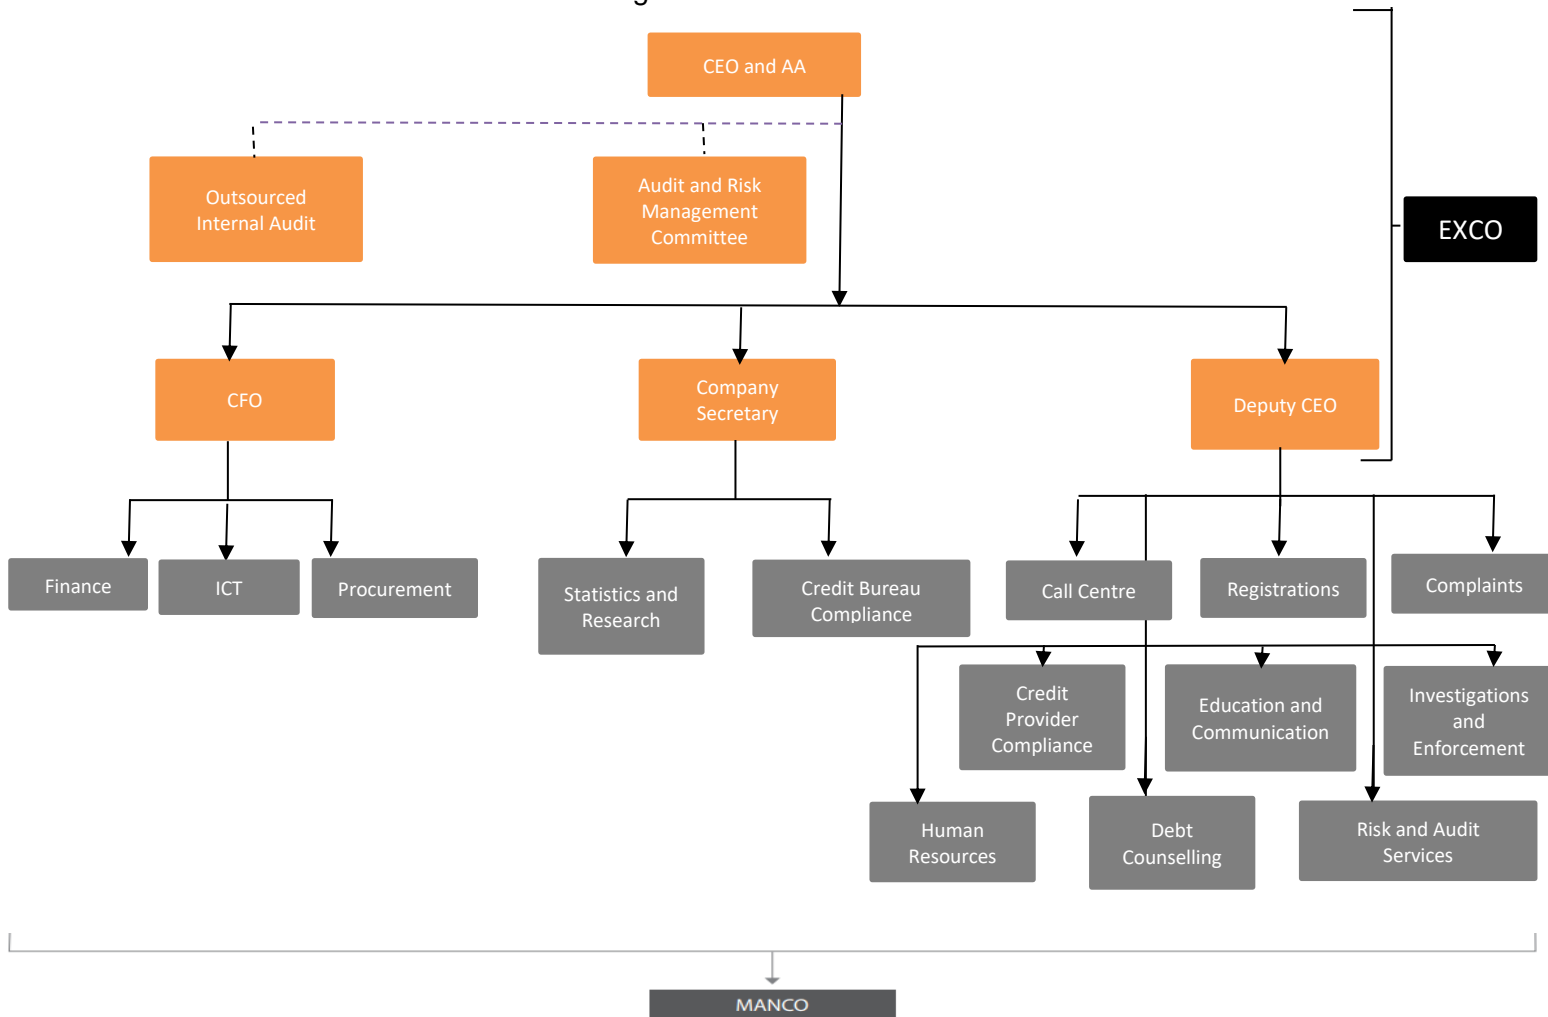 CEO and AA
Outsourced
Internal Audit
Audit and Risk
Management
Committee
EXCO
CFO
Company
Secretary
Deputy CEO
Finance
ICT
Procurement
Statistics and
Research
Credit Bureau
Compliance
Call Centre
Registrations
Complaints
Credit
Provider
Compliance
Education and
Communication
Investigations
and
Enforcement
Human
Resources
Debt
Counselling
Risk and Audit
Services
MANCO